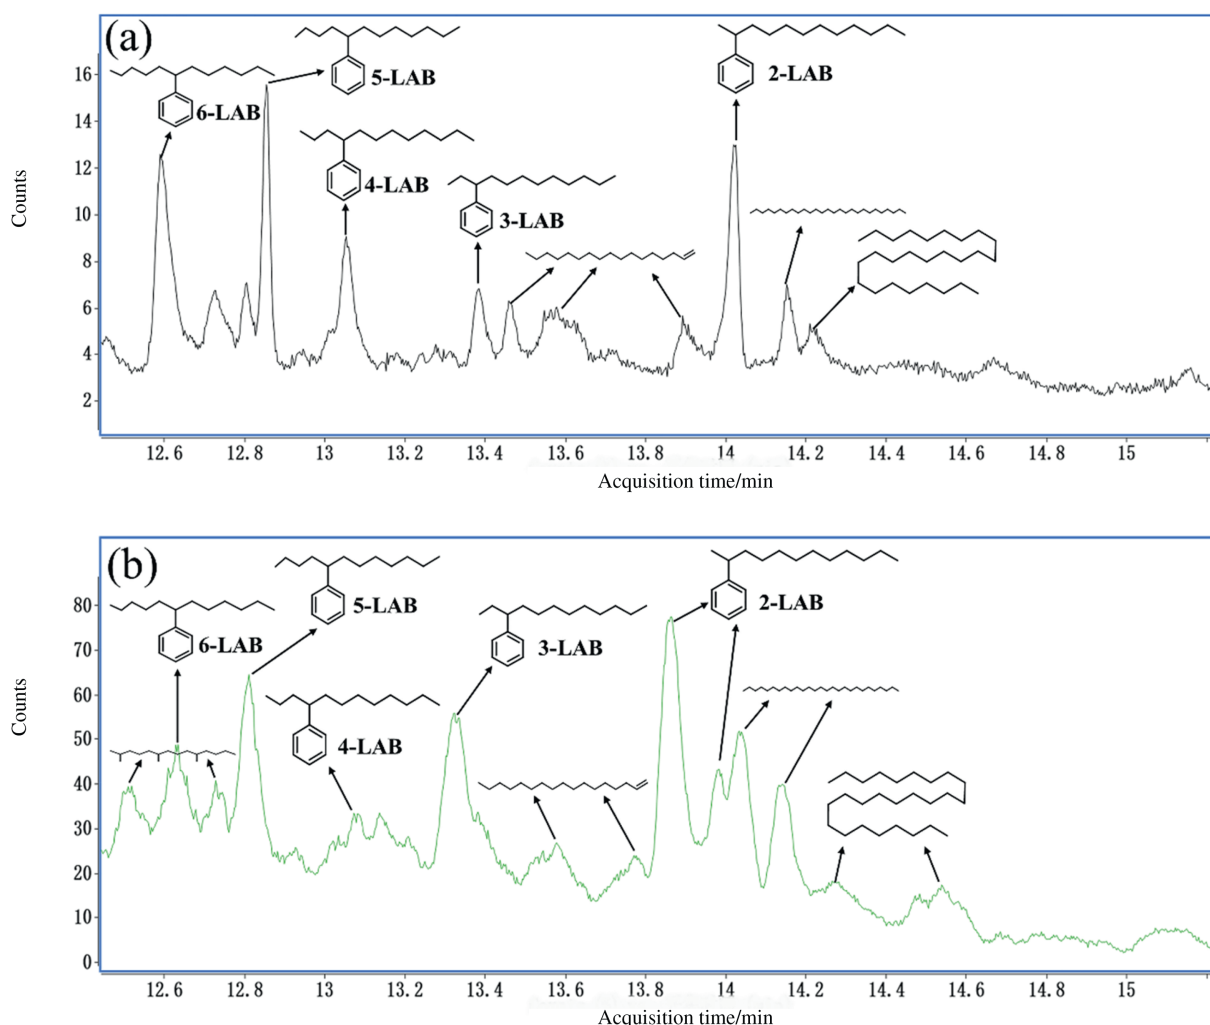 (a)
5-LAB
2-LAB
6-LAB
4-LAB
3-LAB
Counts
16
14
12
10
8
6
4
2
12.6 12.8 13 13.2 13.4 13.6 13.8 14 14.2 14.4 14.6 14.8 15
Acquisition time/min
(b)
5-LAB
2-LAB
6-LAB
3-LAB
4-LAB
Counts
80
70
60
50
40
30
20
10
0
12.6 12.8 13 13.2 13.4 13.6 13.8 14 14.2 14.4 14.6 14.8 15
Acquisition time/min